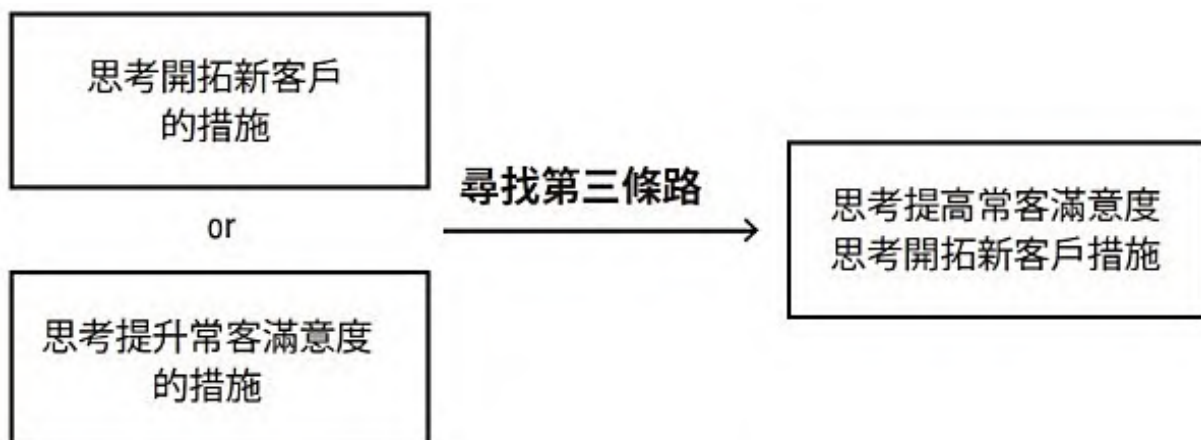 思考開拓新客戶
的措施
or
思考提升常客滿意度
的措施
尋找第三條路
思考提高常客滿意度
思考開拓新客戶措施